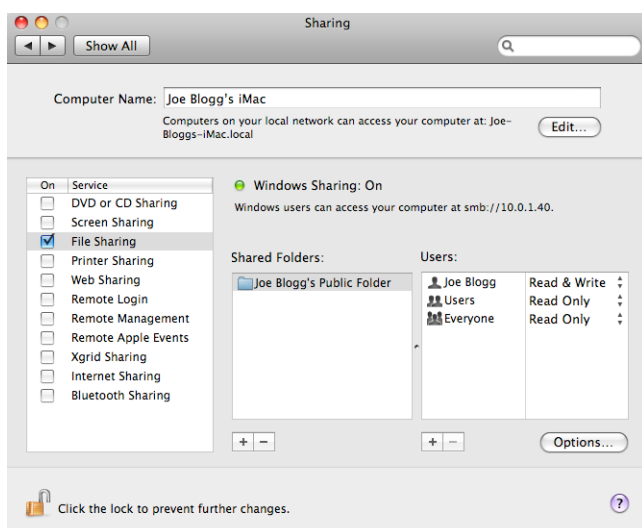 Sharing
Show All
Computer Name: Joe Blogg's iMac
Computers on your local network can access your computer at: Joe-
Bloggs-iMac.local
Edit...
On Service
DVD or CD Sharing
Screen Sharing
File Sharing
Printer Sharing
Web Sharing
Remote Login
Remote Management
Remote Apple Events
Xgrid Sharing
Internet Sharing
Bluetooth Sharing
Windows Sharing: On
Windows users can access your computer at smb://10.0.1.40.
Shared Folders:
Joe Blogg's Public Folder
Users:
Joe Blogg Read & Write
Users Read Only
Everyone Read Only
+ −
+ −
Options...
Click the lock to prevent further changes.
?